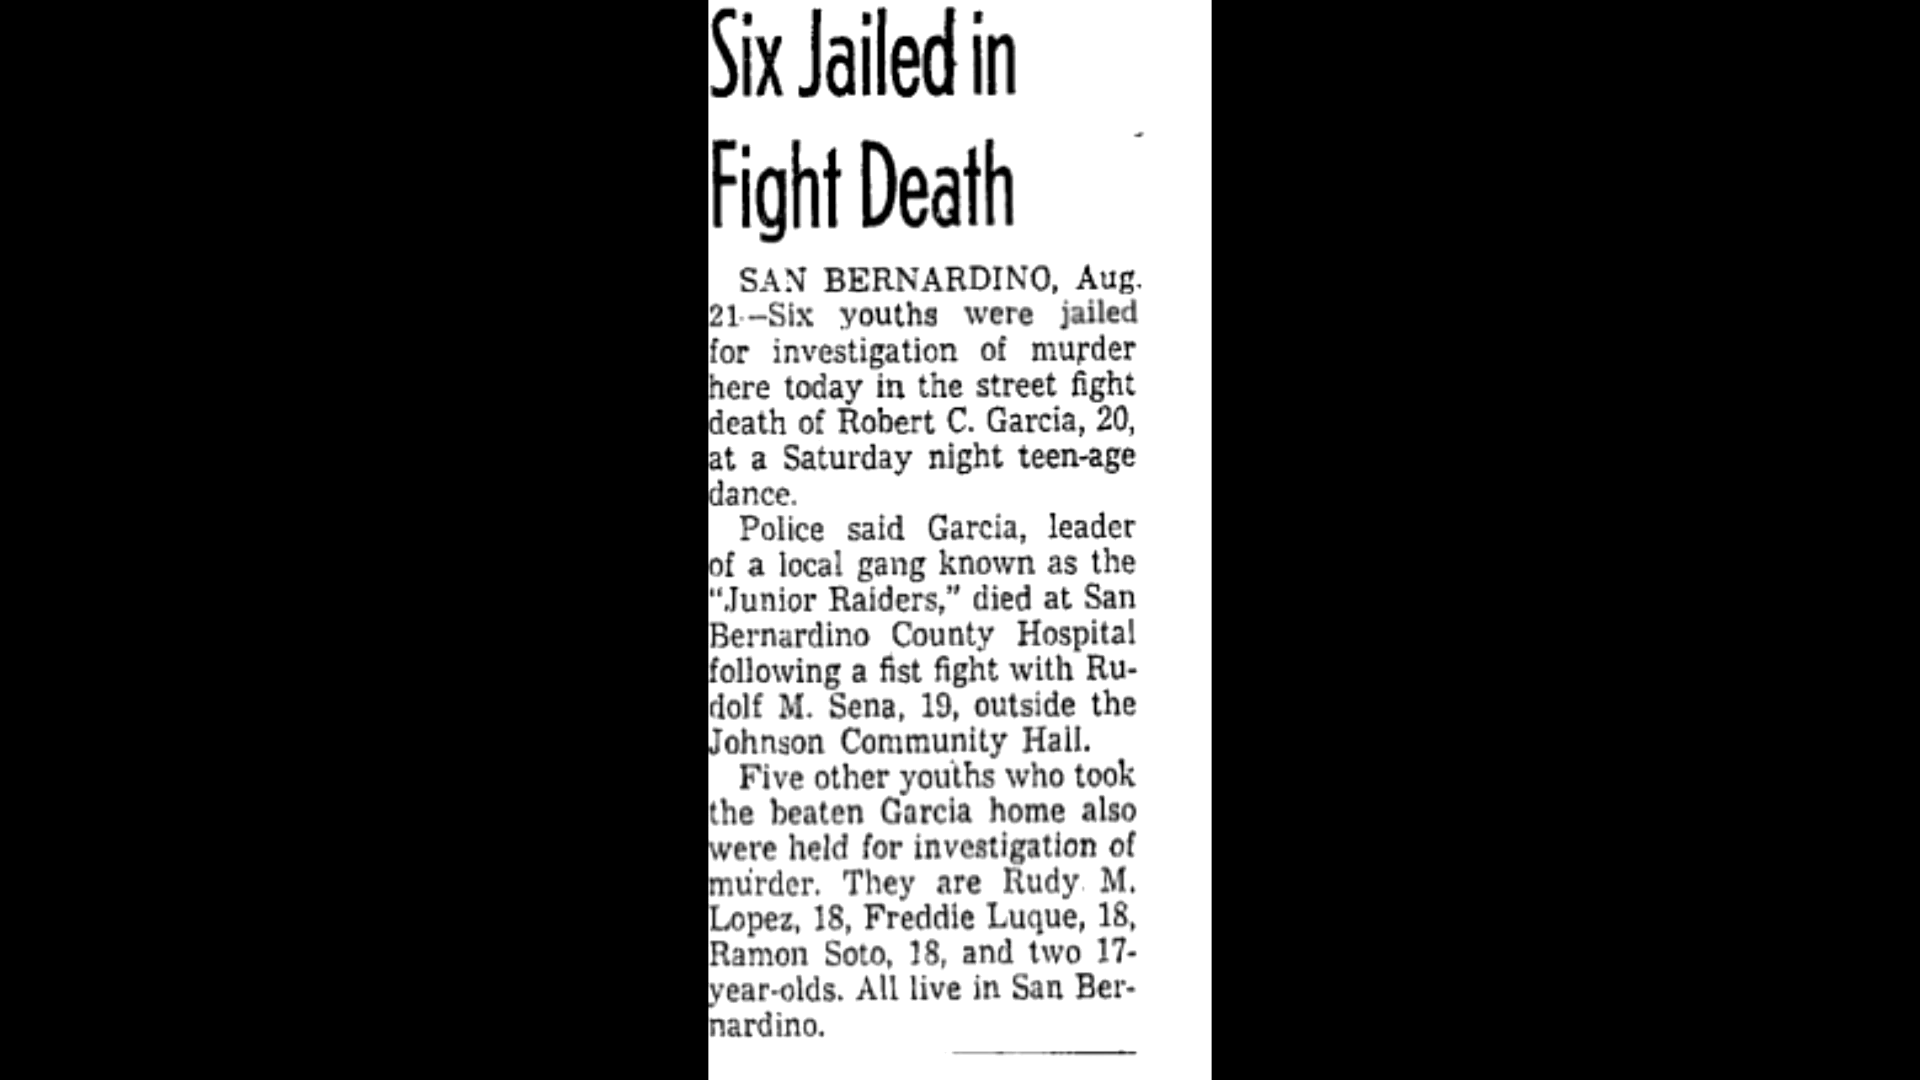 Six Jailed in
Fight Death
SAN BERNARDINO, Aug.
21—Six youths were jailed
for investigation of murder
here today in the street fight
death of Robert C. Garcia, 20,
at a Saturday night teen-age
dance.
Police said Garcia, leader
of a local gang known as the
“Junior Raiders,” died at San
Bernardino County Hospital
following a fist fight with Ru-
dolf M. Sena, 19, outside the
Johnson Community Hall.
Five other youths who took
the beaten Garcia home also
were held for investigation of
murder. They are Rudy M.
Lopez, 18, Freddie Luque, 18,
Ramon Soto, 18, and two 17-
year-olds. All live in San Ber-
nardino.